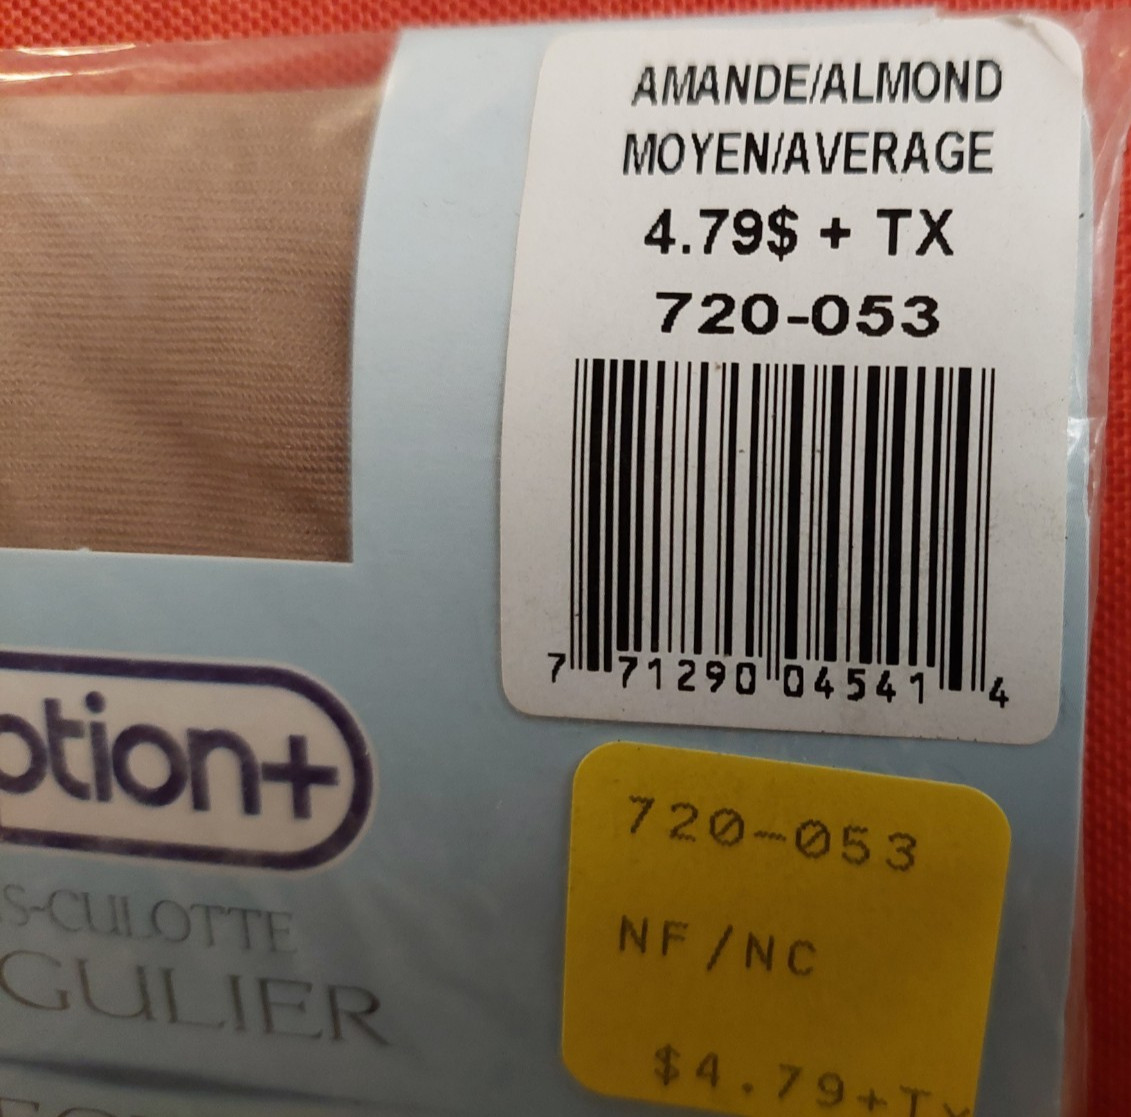 AMANDE/ALMOND
MOYEN/AVERAGE
4.79$ + TX
720-053
7 71290 04541 4
ption+
S-CULOTTE
GULIER
720-053
NF/NC
$4.79+Tx